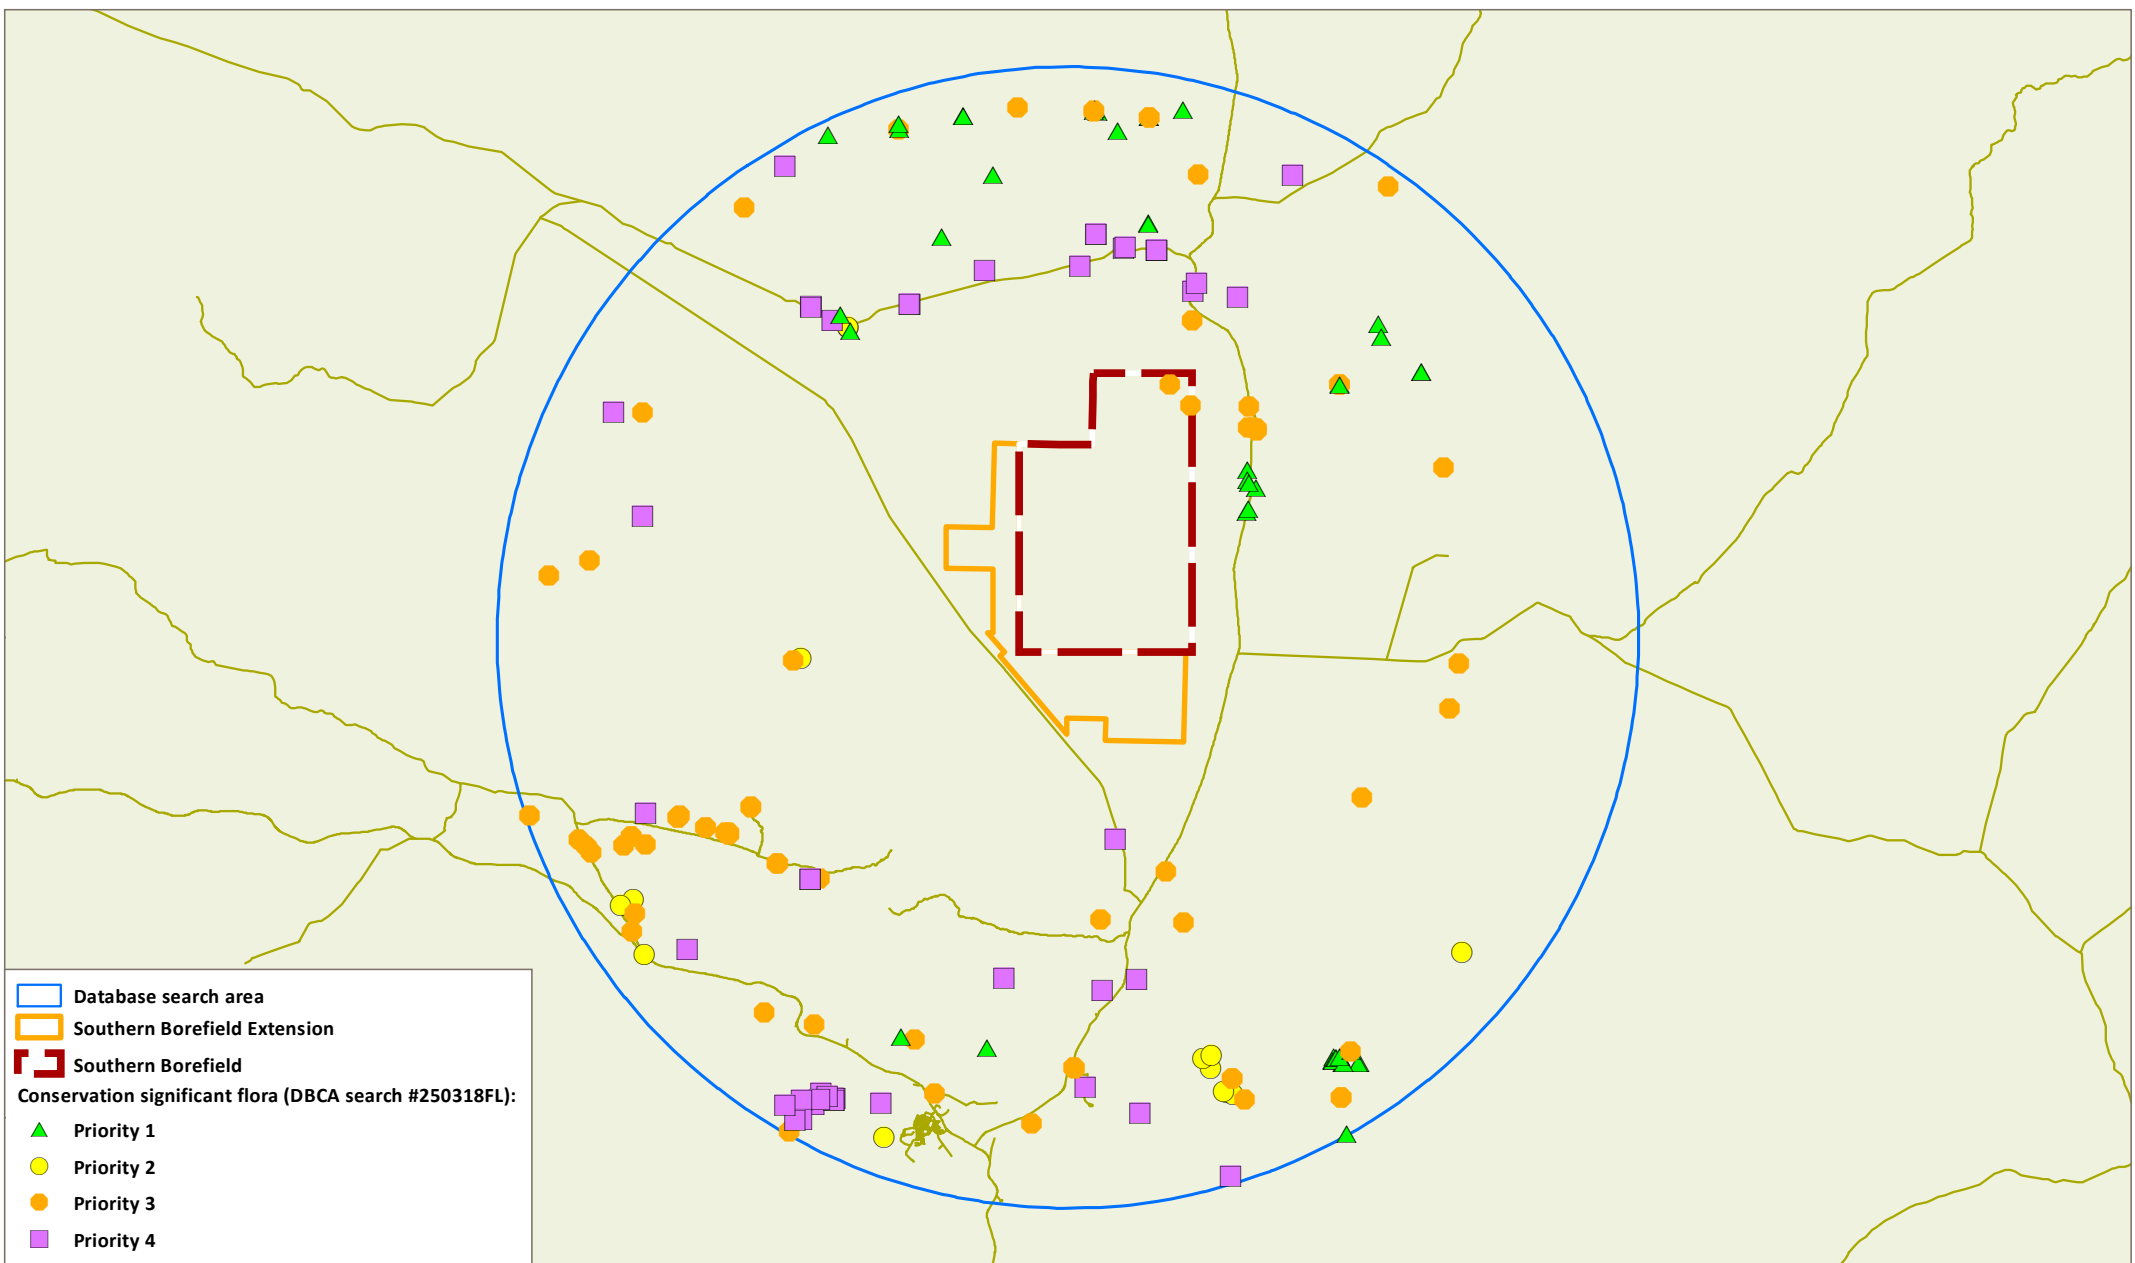 Database search area
Southern Borefield Extension
Southern Borefield
Conservation significant flora (DBCA search #250318FL):
Priority 1
Priority 2
Priority 3
Priority 4